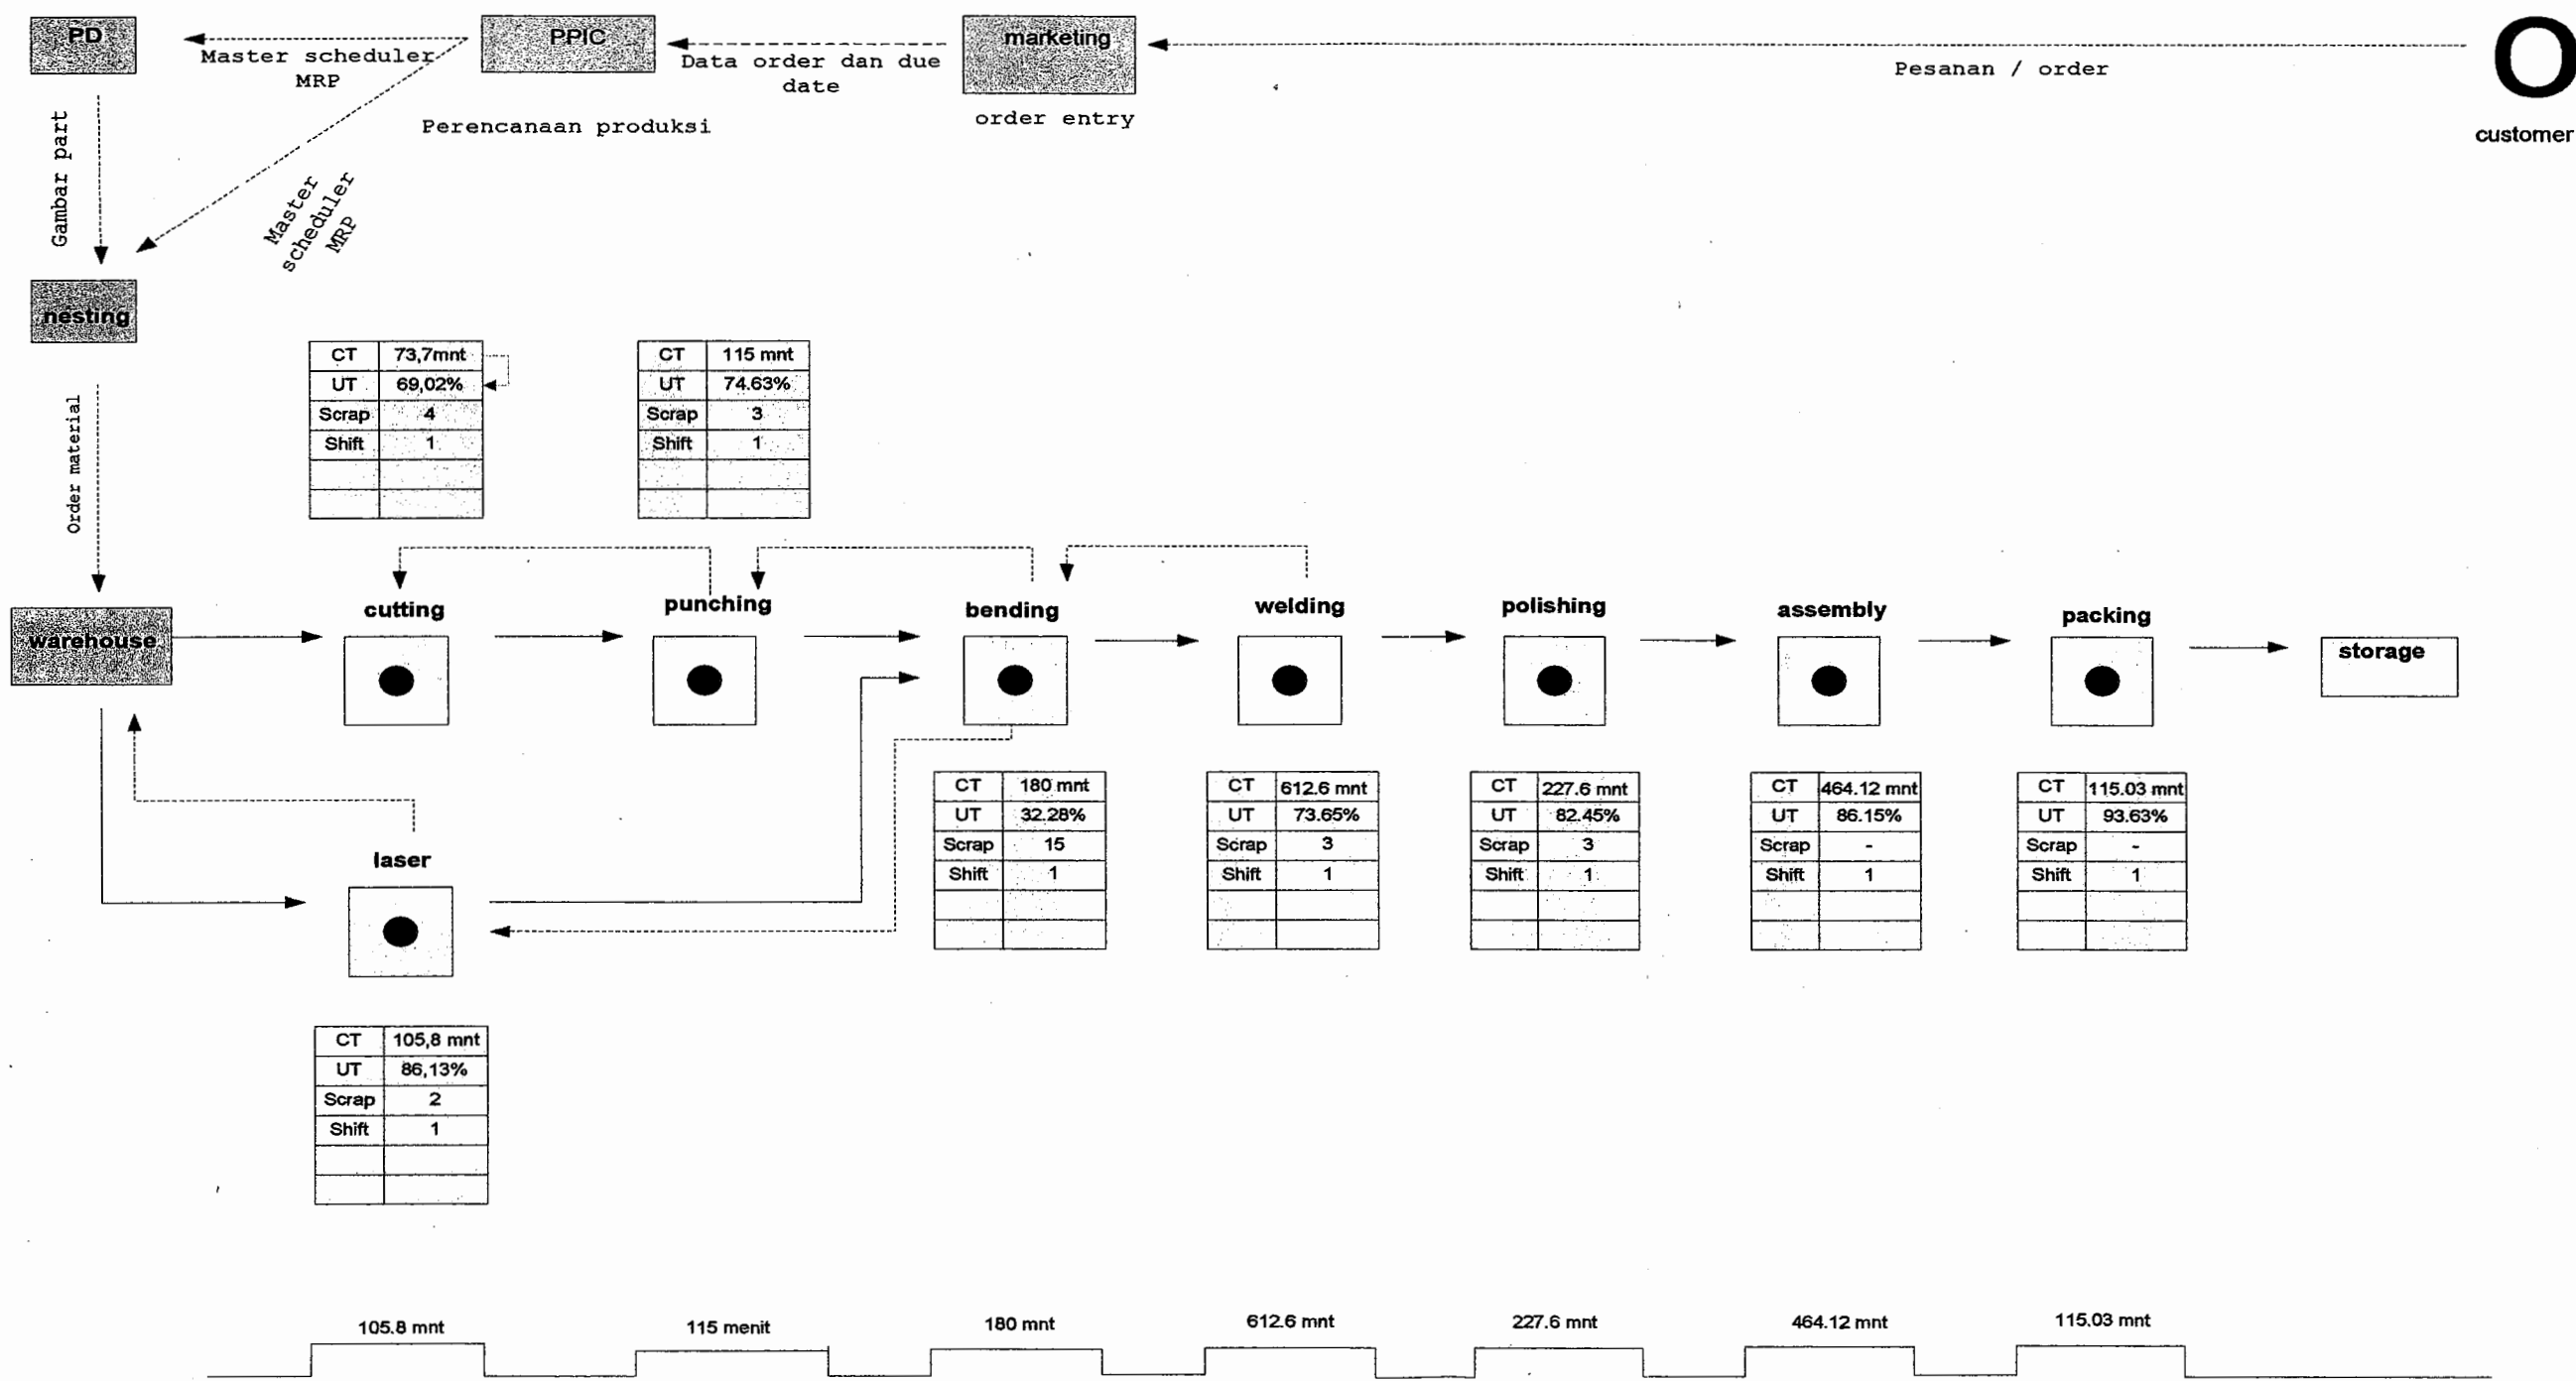 PD
PPIC
marketing
O
Master scheduler
MRP
Data order dan due
date
Pesanan / order
order entry
customer
Perencanaan produksi
Gambar part
Master
scheduler
MRP
nesting
CT 73,7mnt
UT 69,02%
Scrap 4
Shift 1
CT 115 mnt
UT 74.63%
Scrap 3
Shift 1
Order material
warehouse
cutting
punching
bending
welding
polishing
assembly
packing
storage
CT 180 mnt
UT 32.28%
Scrap 15
Shift 1
CT 612.6 mnt
UT 73.65%
Scrap 3
Shift 1
CT 227.6 mnt
UT 82.45%
Scrap 3
Shift 1
CT 464.12 mnt
UT 86.15%
Scrap -
Shift 1
CT 115.03 mnt
UT 93.63%
Scrap -
Shift 1
laser
CT 105,8 mnt
UT 86,13%
Scrap 2
Shift 1
105.8 mnt
115 menit
180 mnt
612.6 mnt
227.6 mnt
464.12 mnt
115.03 mnt